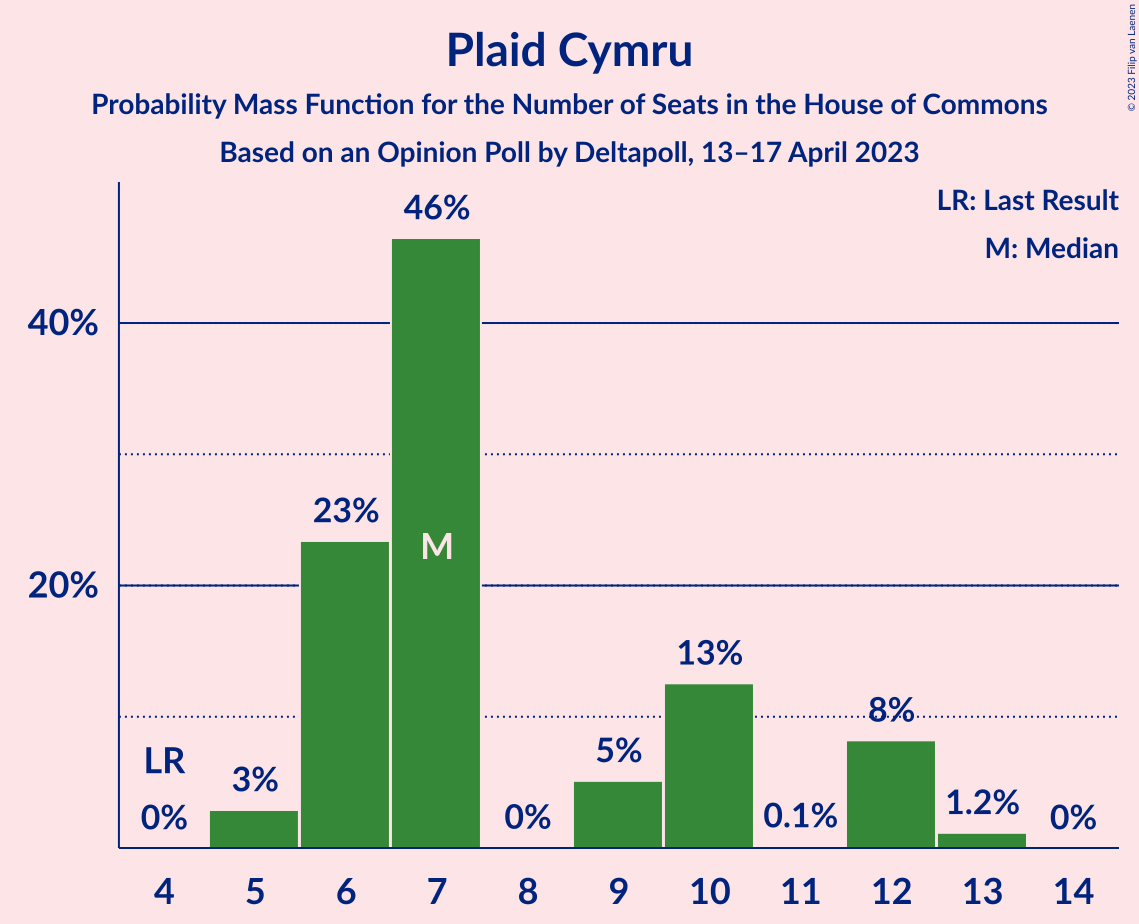 Plaid Cymru
Probability Mass Function for the Number of Seats in the House of Commons
Based on an Opinion Poll by Deltapoll, 13–17 April 2023
© 2023 Filip van Laenen
LR: Last Result
M: Median
40%
20%
LR
0%
3%
23%
46%
M
0%
5%
13%
0.1%
8%
1.2%
0%
4 5 6 7 8 9 10 11 12 13 14